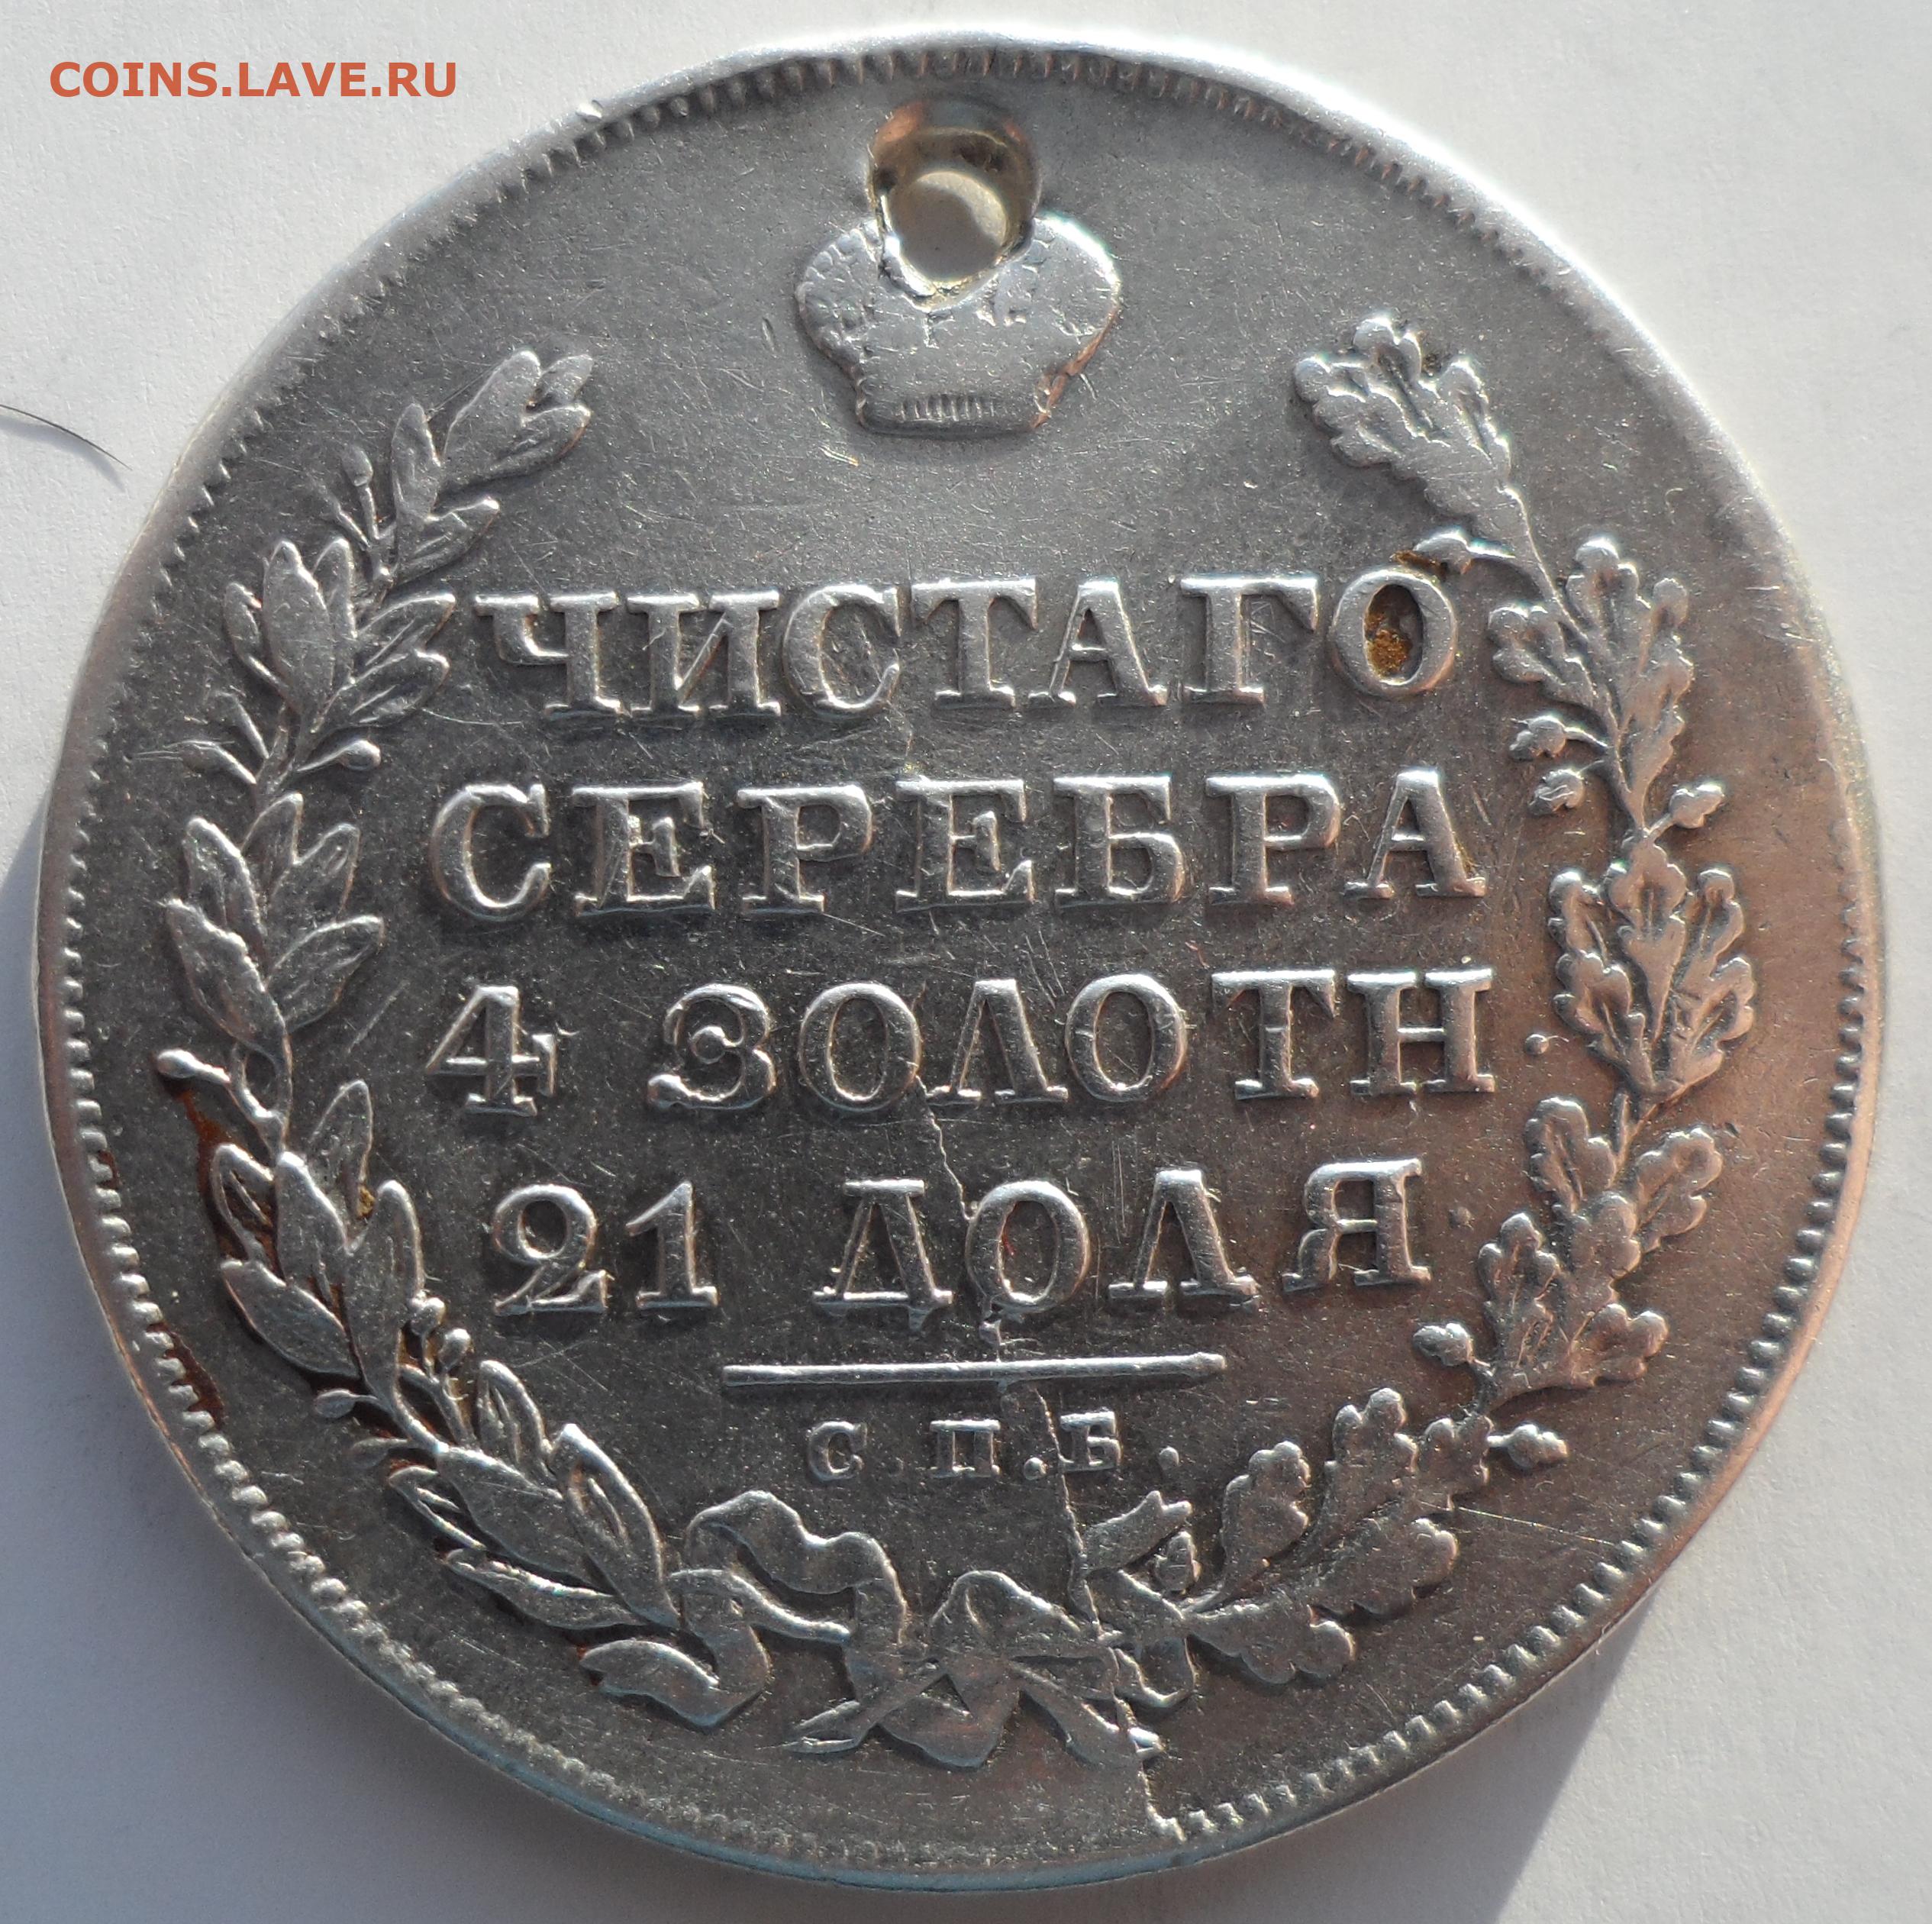 COINS.LAVE.RU
ЧИСТАГО
СЕРЕБРА
4 ЗОЛОТН.
21 ДОЛЯ.
С.П.Б.